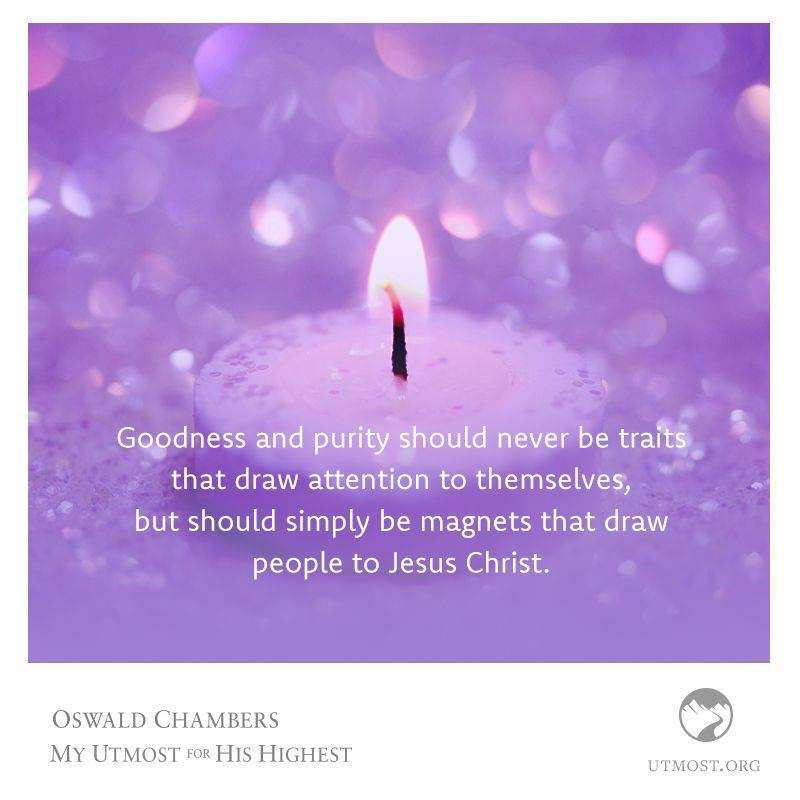 Goodness and purity should never be traits
that draw attention to themselves,
but should simply be magnets that draw
people to Jesus Christ.
OSWALD CHAMBERS
MY UTMOST FOR HIS HIGHEST
UTMOST.ORG